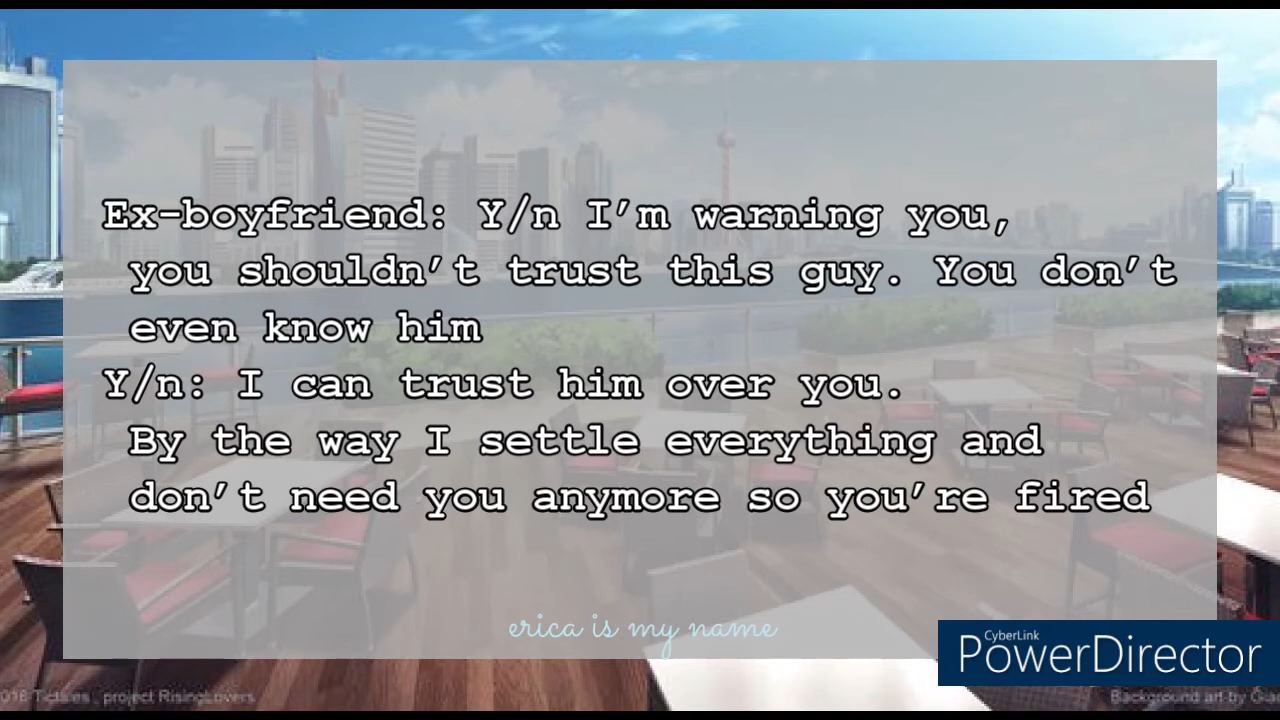 Ex-boyfriend: Y/n I'm warning you,
you shouldn't trust this guy. You don't
even know him
Y/n: I can trust him over you.
By the way I settle everything and
don't need you anymore so you're fired
erica is my name
CyberLink
PowerDirector
project RisingLovers
Background art by